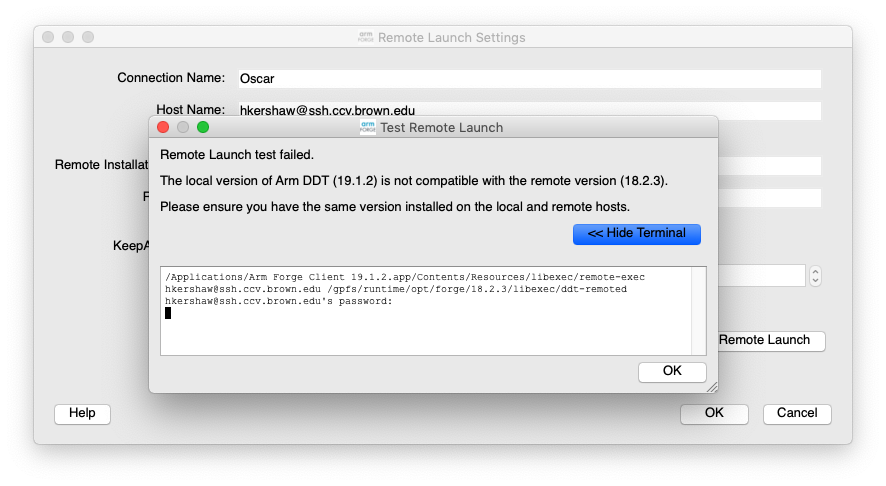 arm FORGE Remote Launch Settings
Connection Name: Oscar
Host Name: hkershaw@ssh.ccv.brown.edu
arm FORGE Test Remote Launch
Remote Launch test failed.
Remote Installat
The local version of Arm DDT (19.1.2) is not compatible with the remote version (18.2.3).
Please ensure you have the same version installed on the local and remote hosts.
<< Hide Terminal
KeepA
/Applications/Arm Forge Client 19.1.2.app/Contents/Resources/libexec/remote-exec
hkershaw@ssh.ccv.brown.edu /gpfs/runtime/opt/forge/18.2.3/libexec/ddt-remoted
hkershaw@ssh.ccv.brown.edu's password:
Remote Launch
OK
Help
OK
Cancel